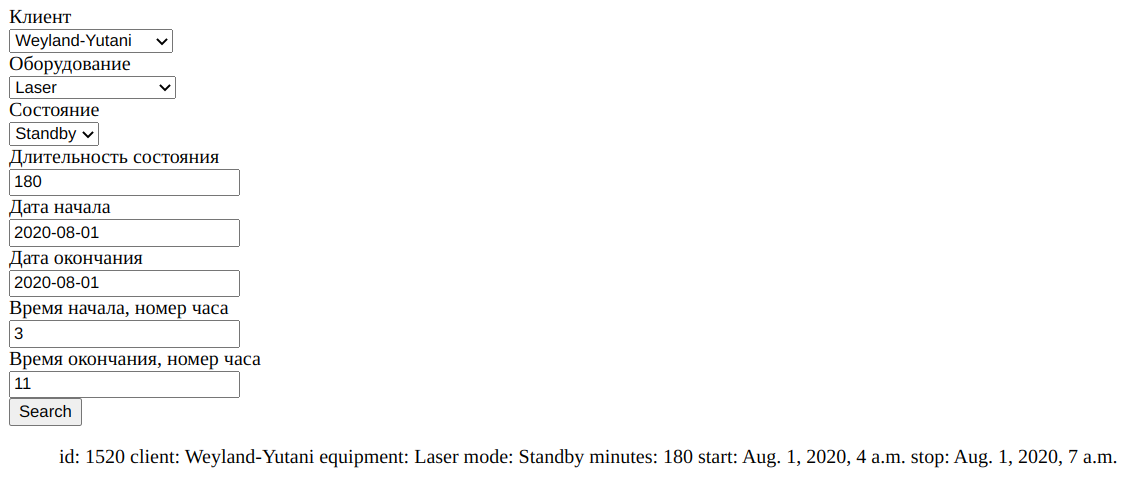 Клиент
Weyland-Yutani
Оборудование
Laser
Состояние
Standby
Длительность состояния
180
Дата начала
2020-08-01
Дата окончания
2020-08-01
Время начала, номер часа
3
Время окончания, номер часа
11
Search
id: 1520 client: Weyland-Yutani equipment: Laser mode: Standby minutes: 180 start: Aug. 1, 2020, 4 a.m. stop: Aug. 1, 2020, 7 a.m.